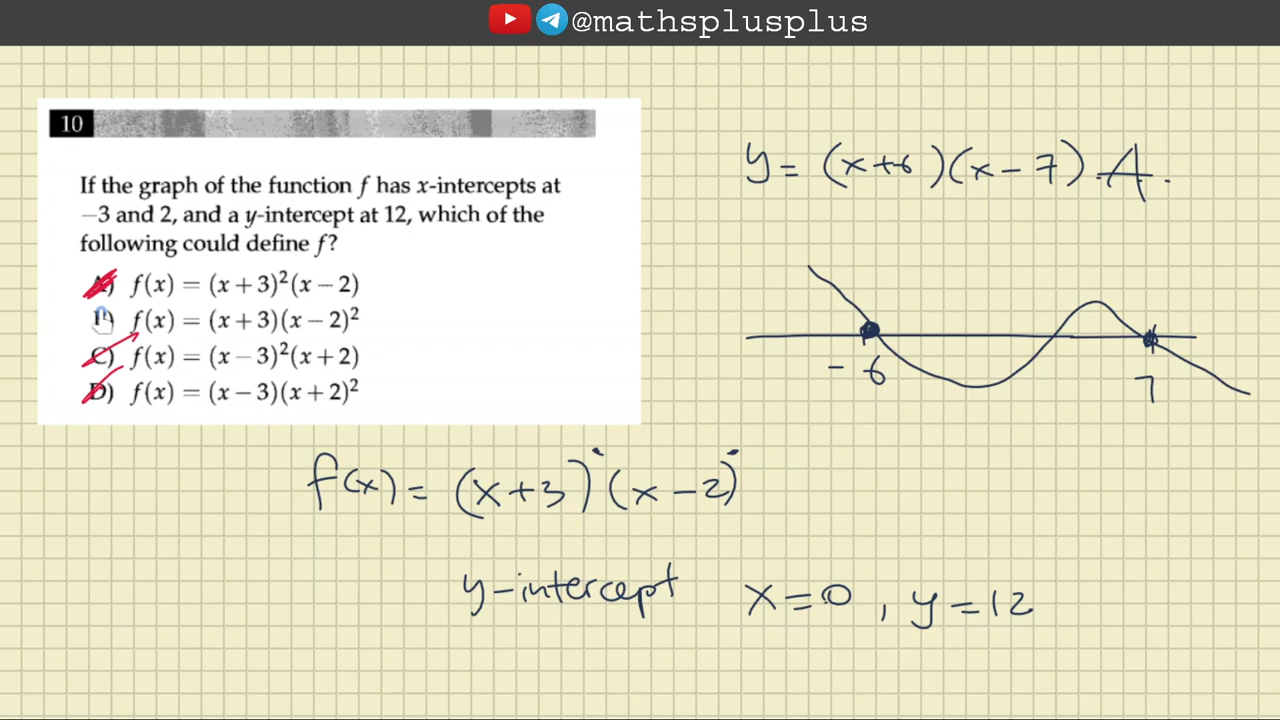 @mathsplusplus
10
If the graph of the function f has x-intercepts at
−3 and 2, and a y-intercept at 12, which of the
following could define f?
A) f(x) = (x + 3)²(x − 2)
B) f(x) = (x + 3)(x − 2)²
C) f(x) = (x − 3)²(x + 2)
D) f(x) = (x − 3)(x + 2)²
y = (x+6)(x−7).A.
−6
7
f(x) = (x+3)˙(x−2)˙
y-intercept x=0, y=12